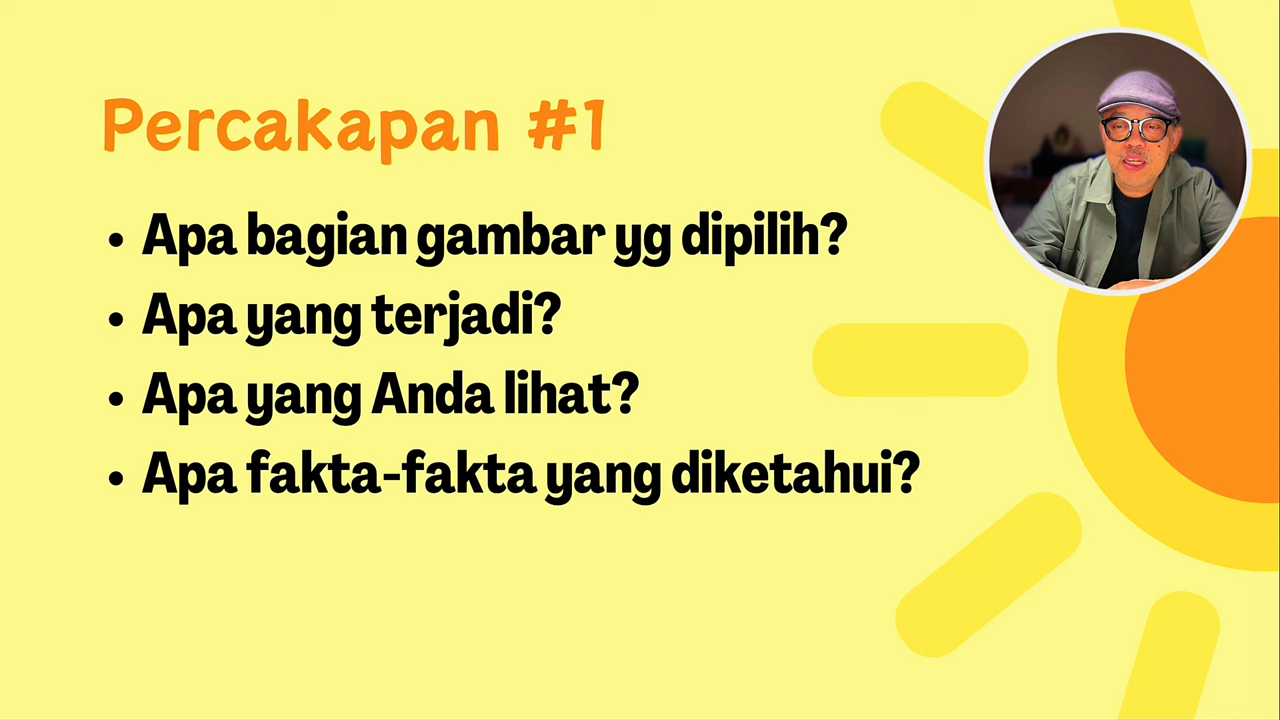 Percakapan #1
• Apa bagian gambar yg dipilih?
• Apa yang terjadi?
• Apa yang Anda lihat?
• Apa fakta-fakta yang diketahui?